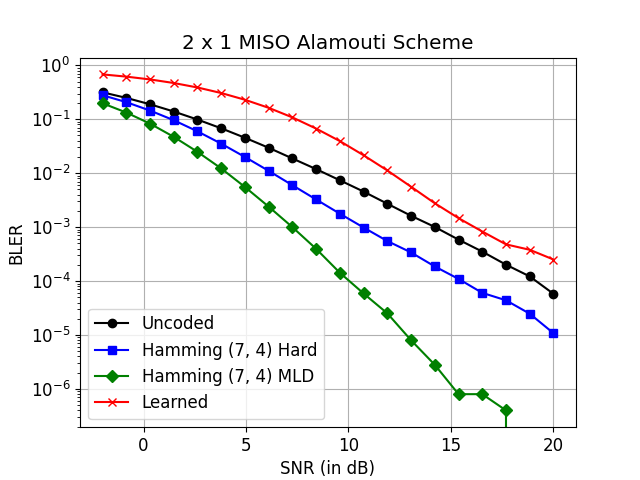 2 x 1 MISO Alamouti Scheme
10⁰
10⁻¹
10⁻²
10⁻³
10⁻⁴
10⁻⁵
10⁻⁶
BLER
Uncoded
Hamming (7, 4) Hard
Hamming (7, 4) MLD
Learned
0 5 10 15 20
SNR (in dB)